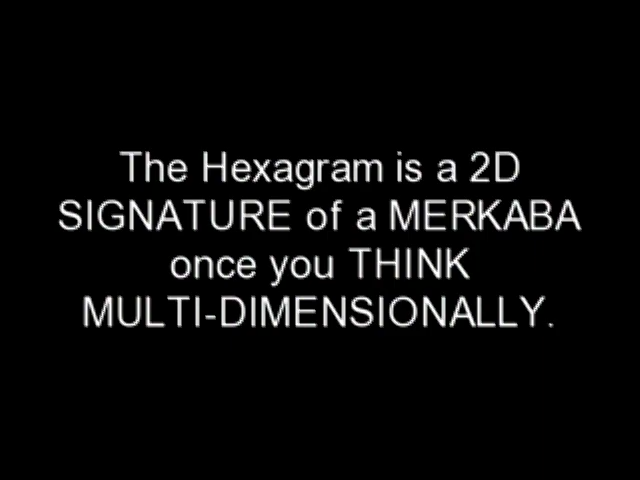 The Hexagram is a 2D
SIGNATURE of a MERKABA
once you THINK
MULTI-DIMENSIONALLY.